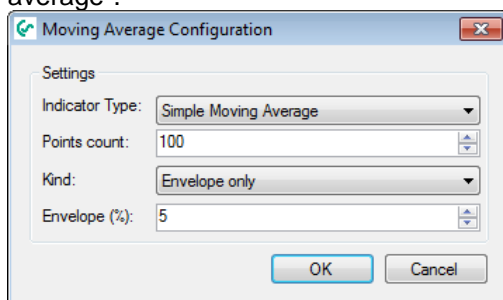 average".
Moving Average Configuration
Settings
Indicator Type: Simple Moving Average
Points count: 100
Kind: Envelope only
Envelope (%): 5
OK Cancel